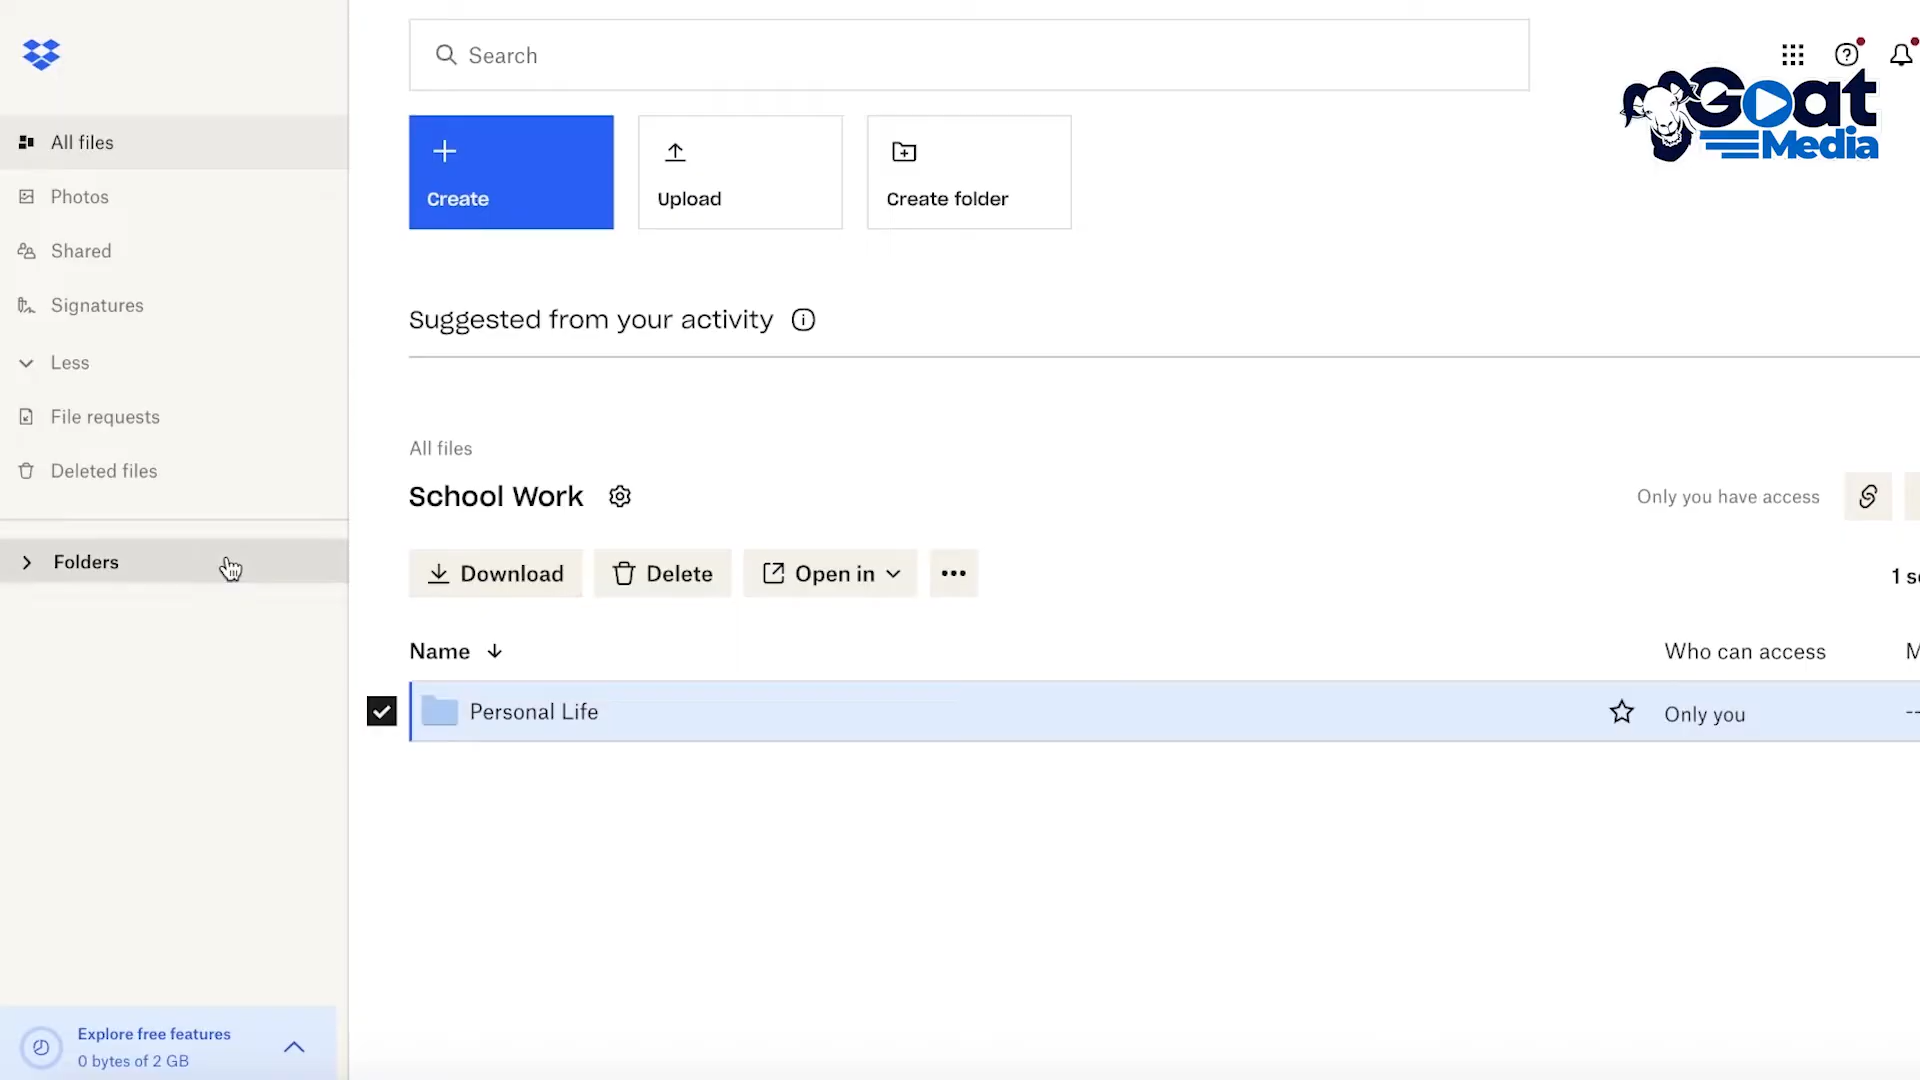 Search
Goat
Media
Create
Upload
Create folder
All files
Photos
Shared
Signatures
Less
File requests
Deleted files
Folders
Suggested from your activity
All files
School Work
Only you have access
Download
Delete
Open in
1 s
Name
Who can access
M
Personal Life
Only you
--
Explore free features
0 bytes of 2 GB